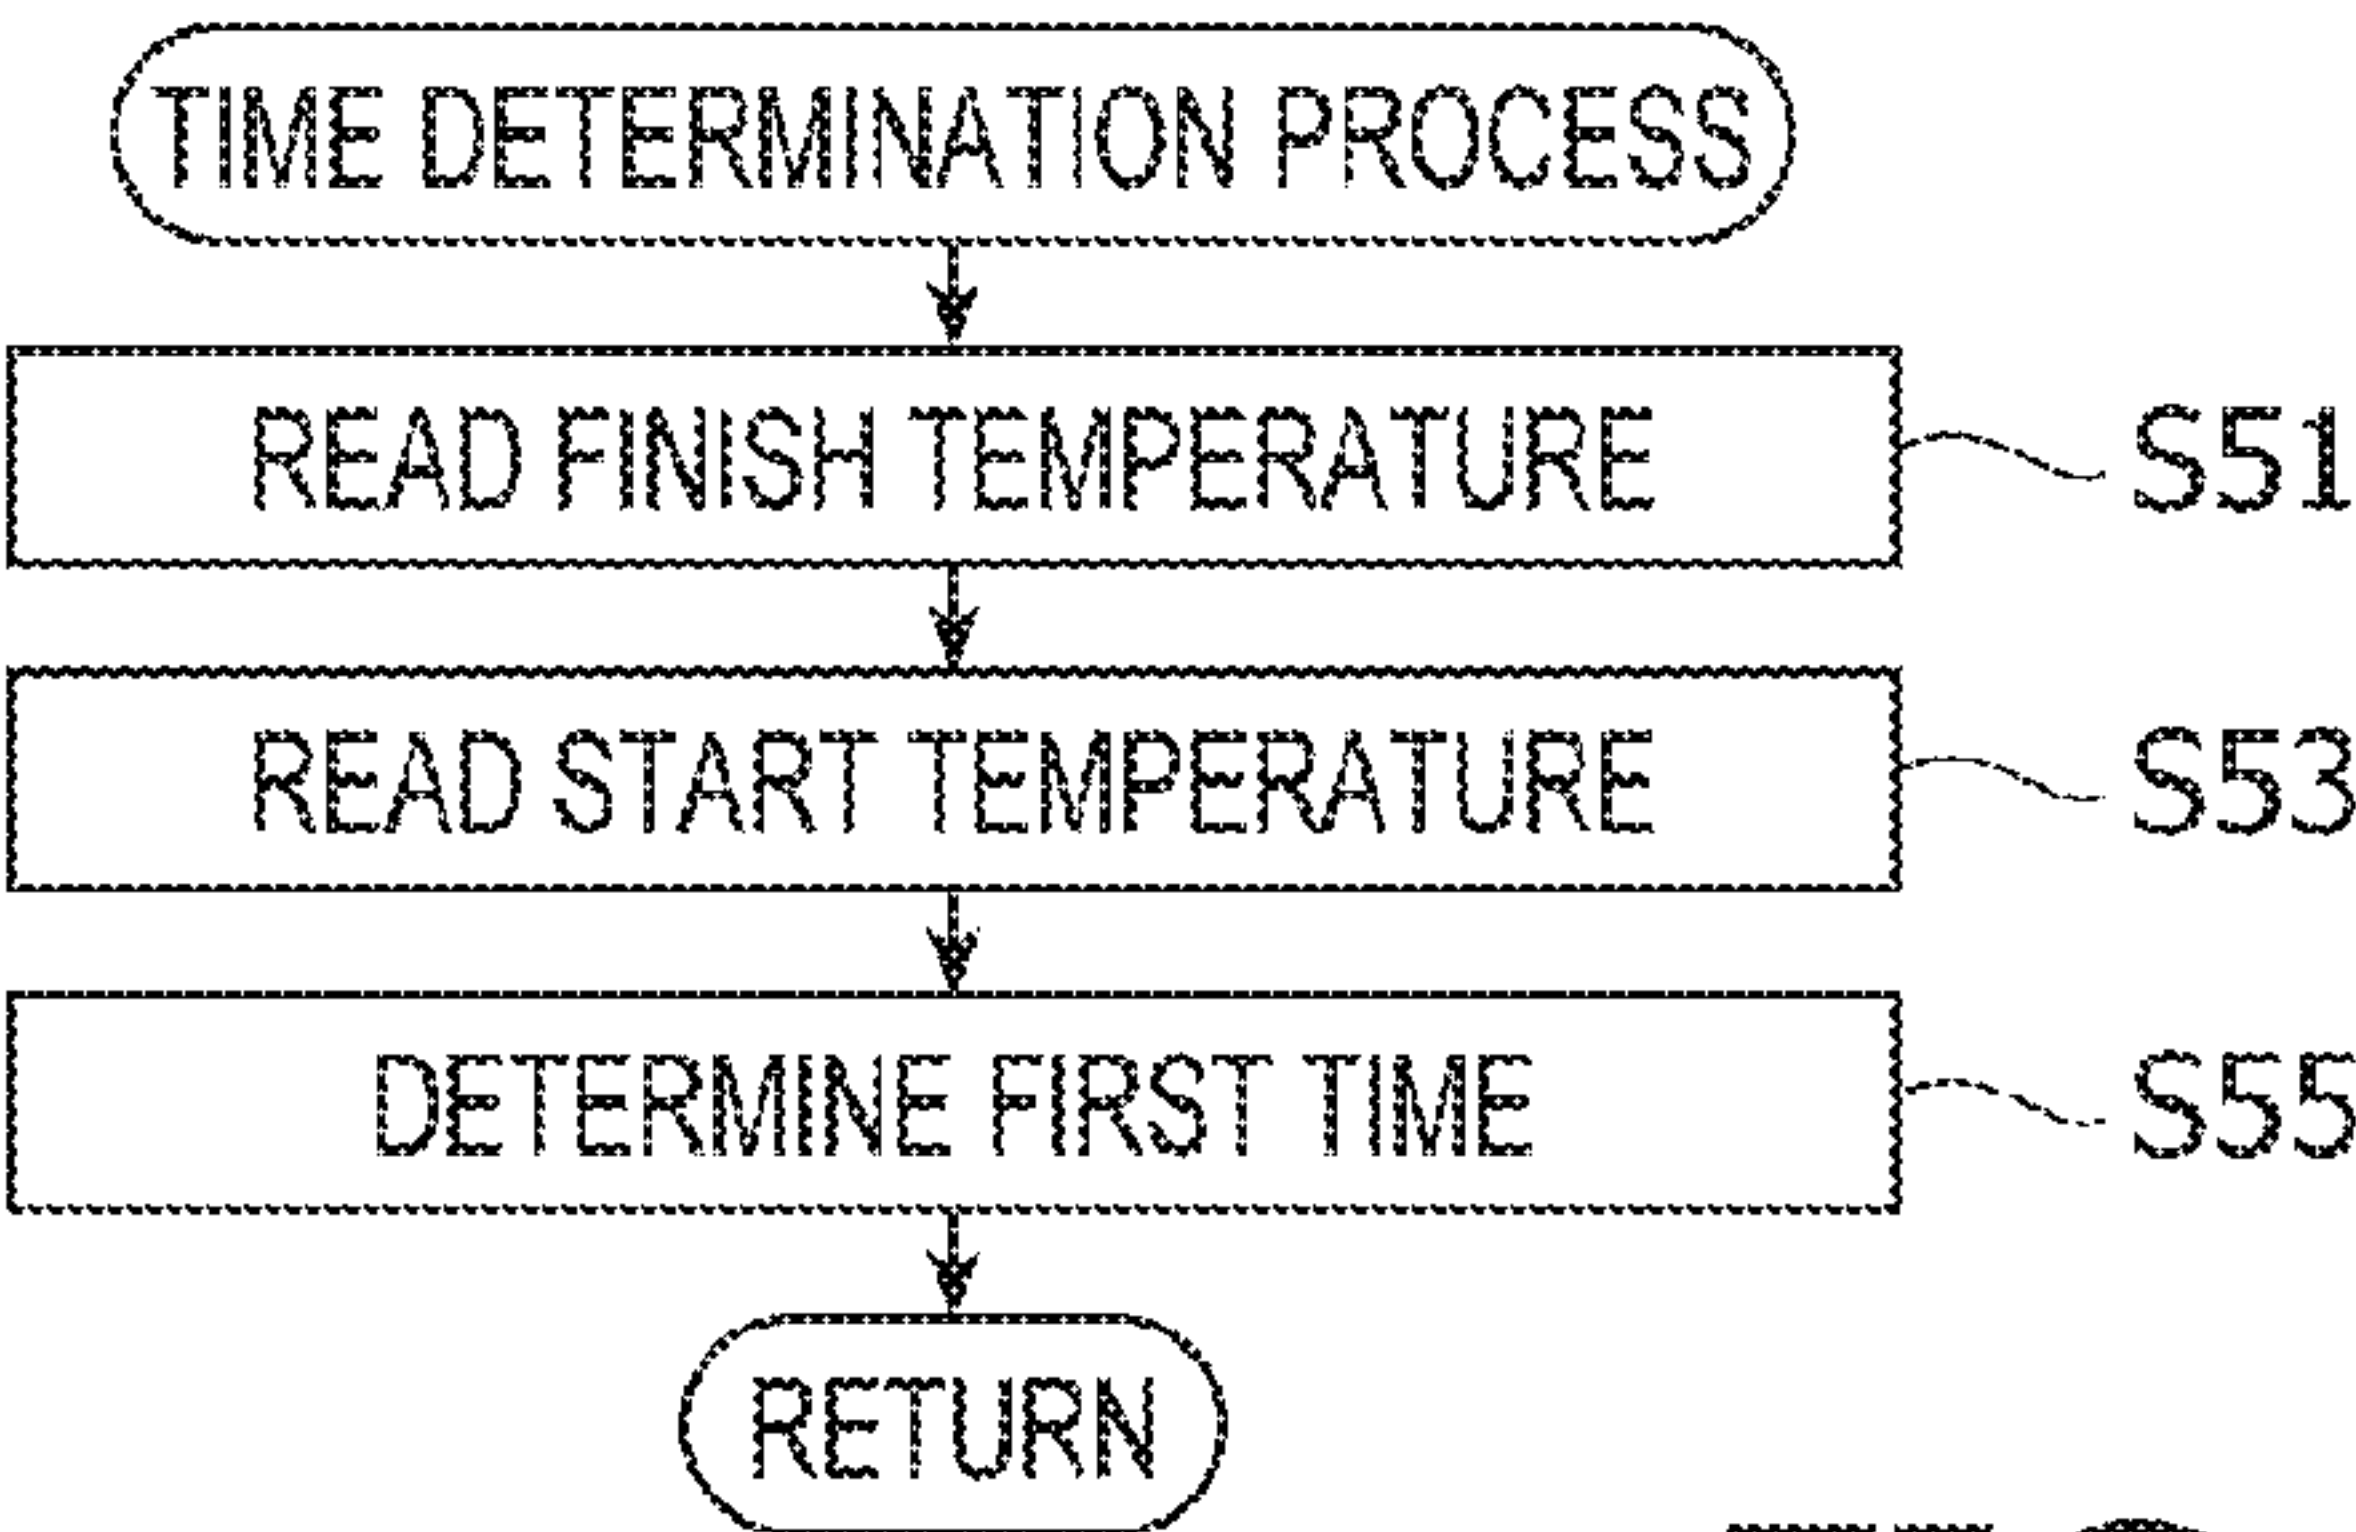 TIME DETERMINATION PROCESS
READ FINISH TEMPERATURE
S51
READ START TEMPERATURE
S53
DETERMINE FIRST TIME
S55
RETURN